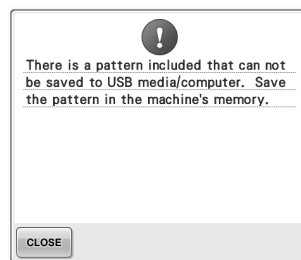 There is a pattern included that can not
be saved to USB media/computer. Save
the pattern in the machine's memory.
CLOSE